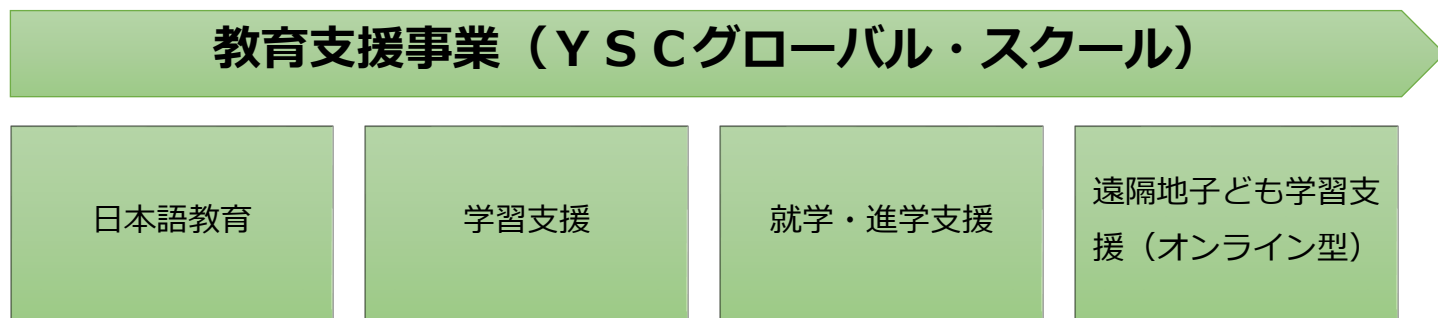 教育支援事業（ＹＳＣグローバル・スクール）
日本語教育
学習支援
就学・進学支援
遠隔地子ども学習支
援（オンライン型）